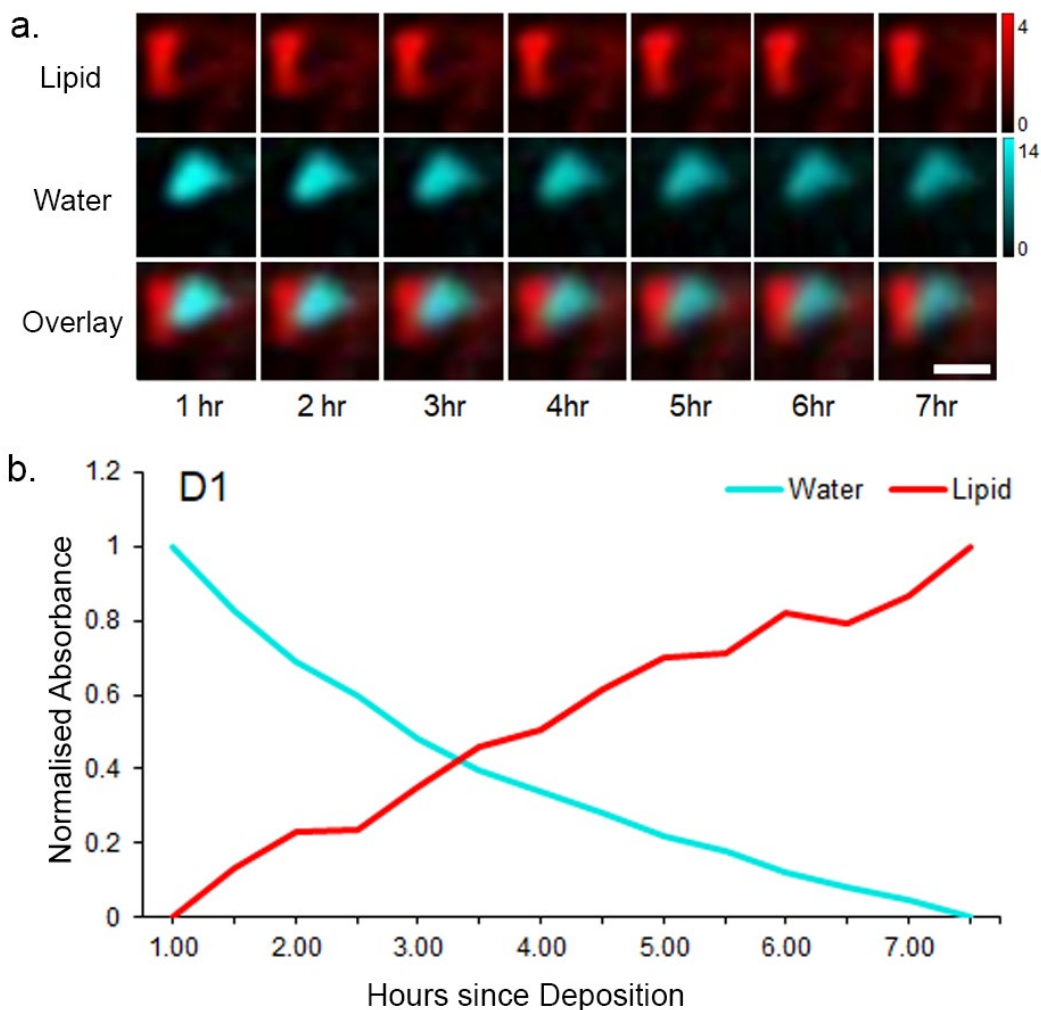 a.
Lipid
4
0
Water
14
0
Overlay
1 hr 2 hr 3hr 4hr 5hr 6hr 7hr
b.
D1
Water Lipid
Normalised Absorbance
1.2
1
0.8
0.6
0.4
0.2
0
1.00 2.00 3.00 4.00 5.00 6.00 7.00
Hours since Deposition